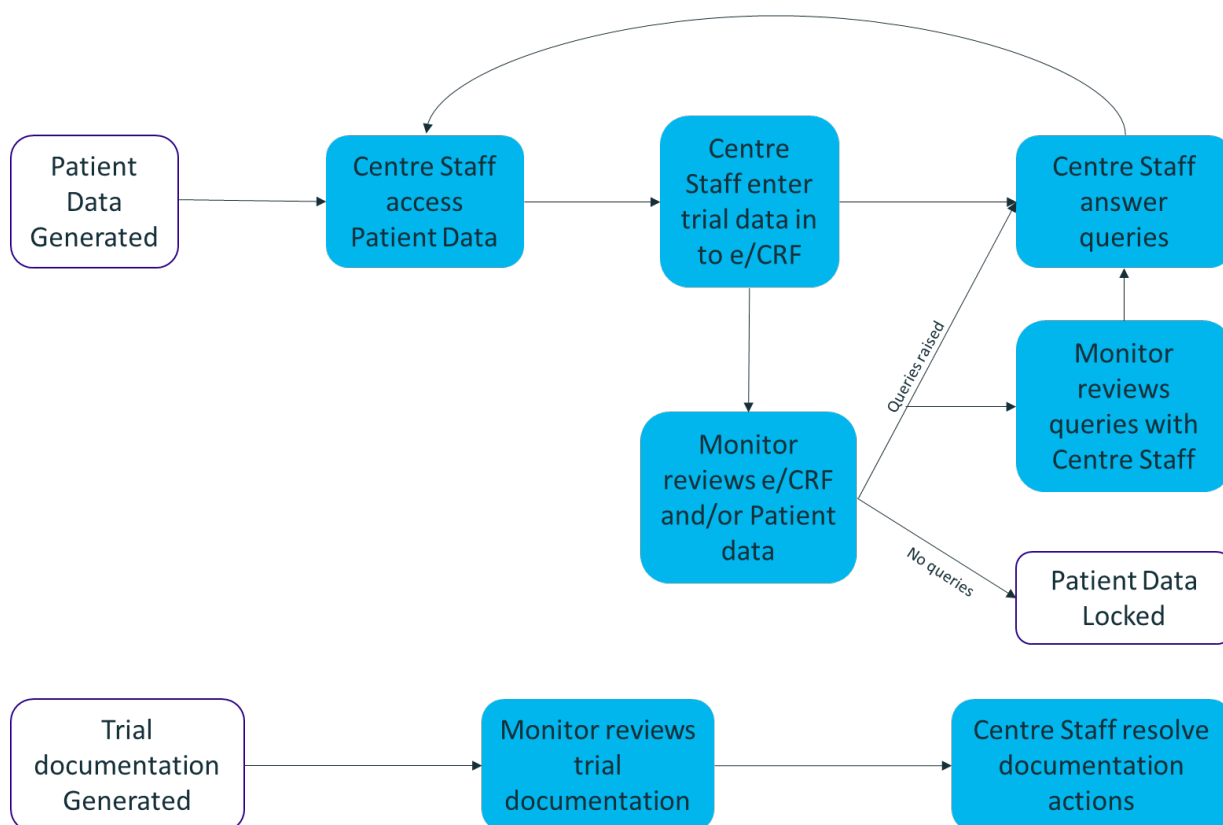 Patient
Data
Generated
Centre Staff
access
Patient Data
Centre
Staff enter
trial data in
to e/CRF
Centre Staff
answer
queries
Queries raised
Monitor
reviews
queries with
Centre Staff
Monitor
reviews e/CRF
and/or Patient
data
No queries
Patient Data
Locked
Trial
documentation
Generated
Monitor reviews
trial
documentation
Centre Staff resolve
documentation
actions